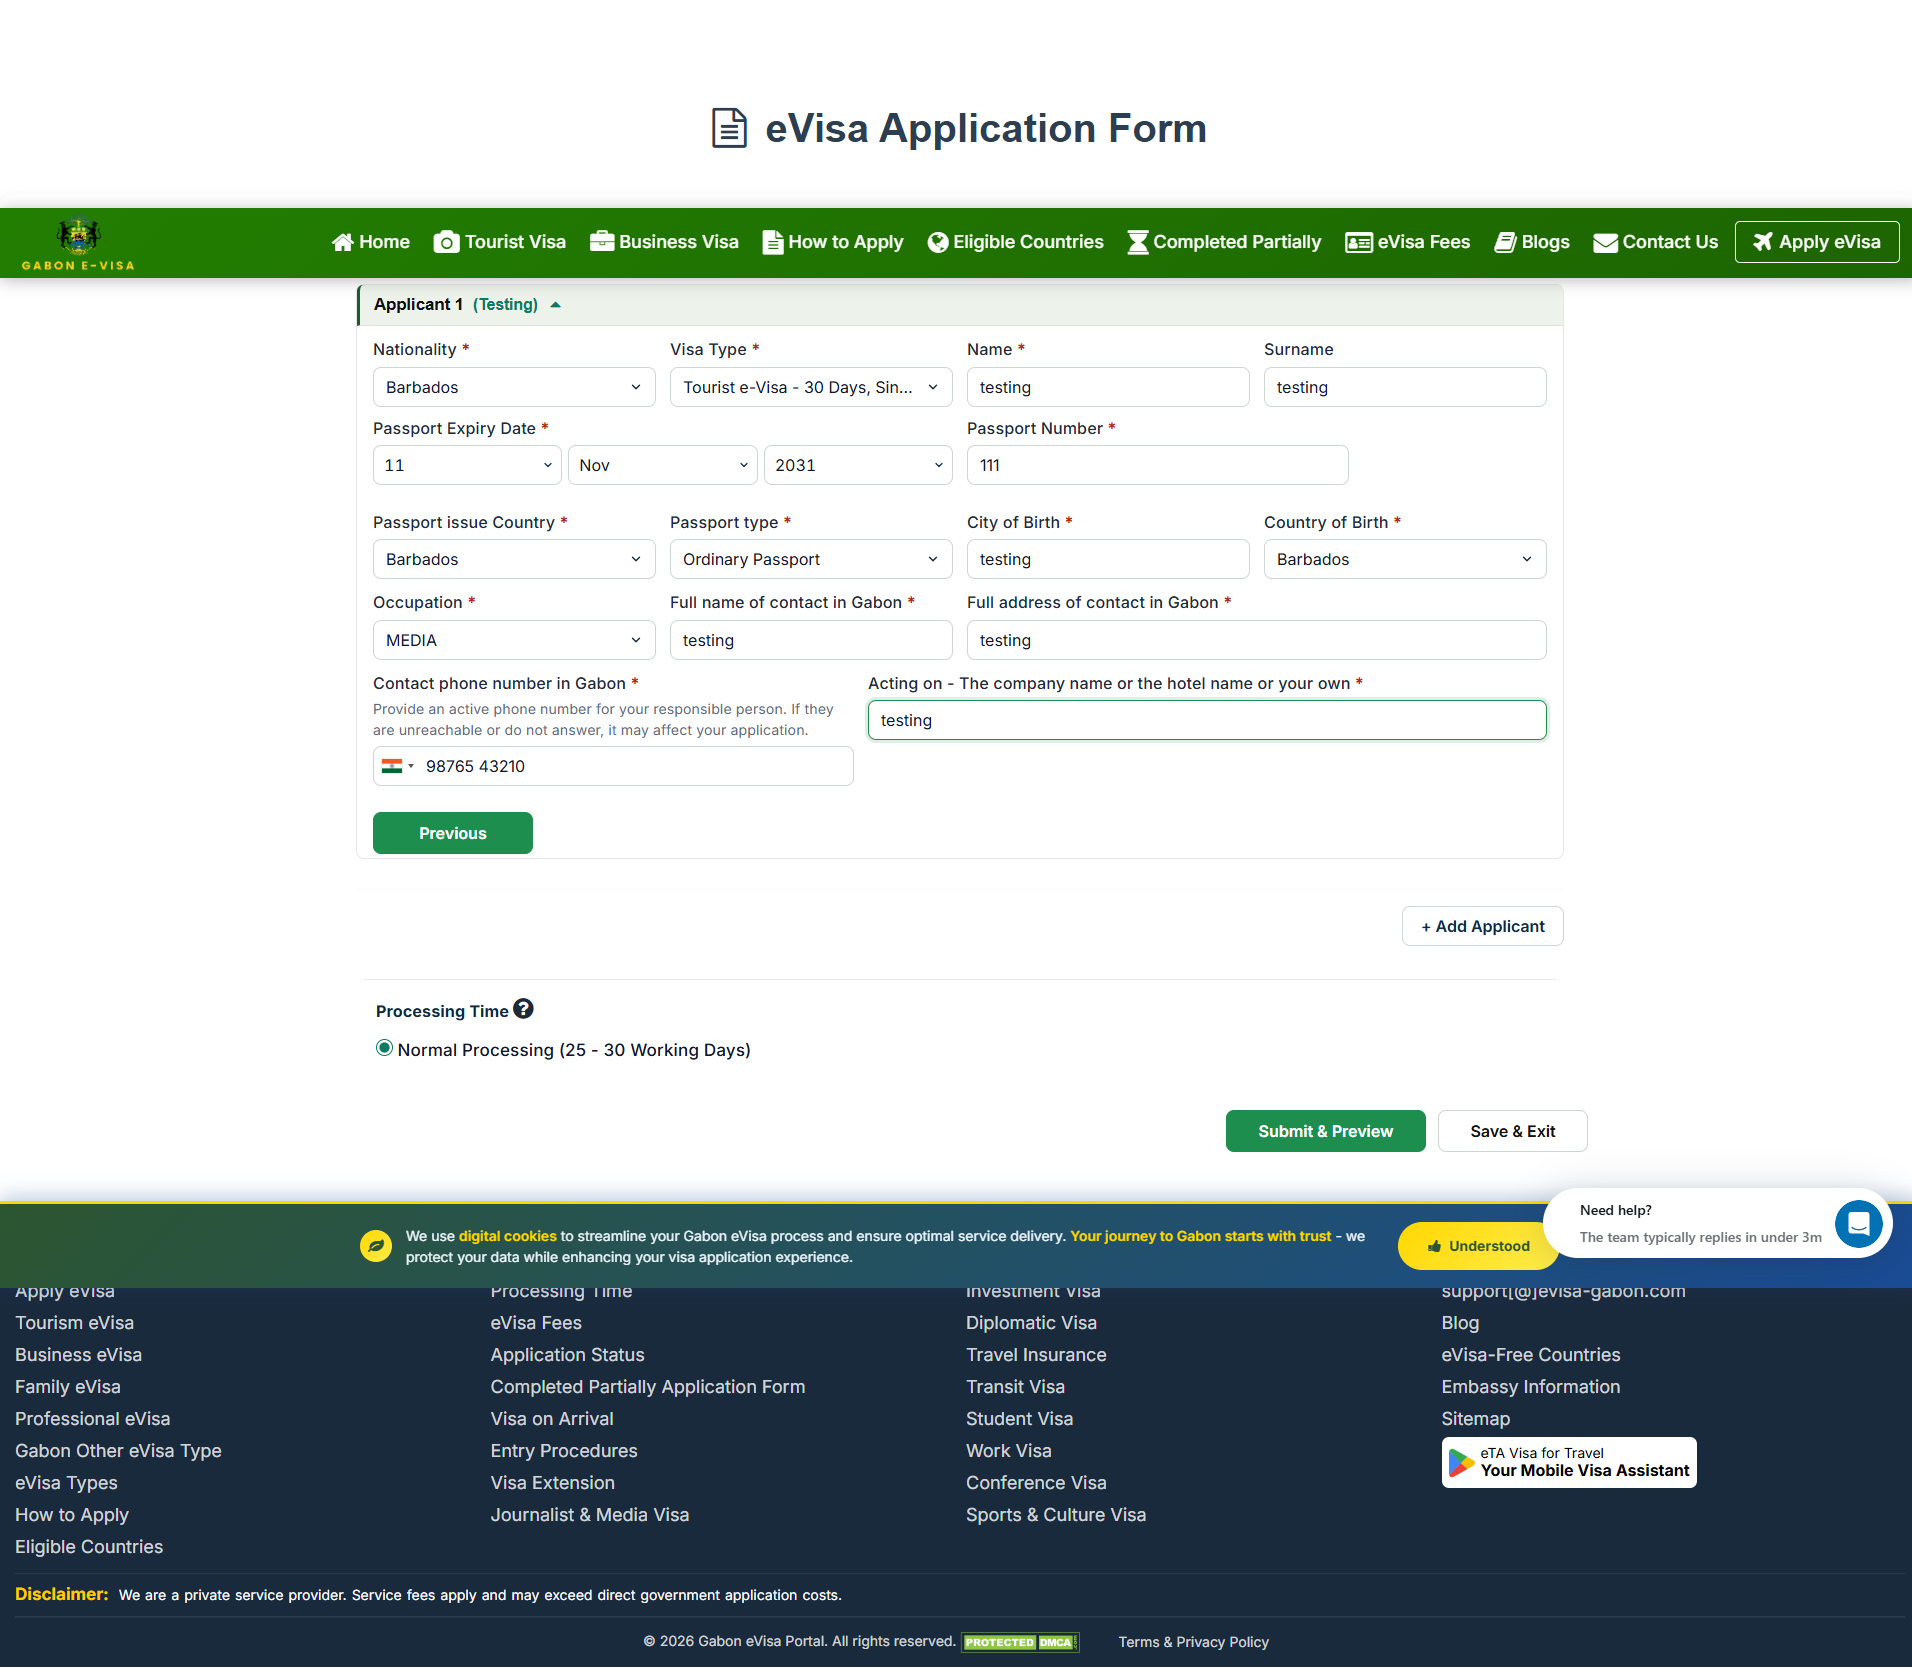 eVisa Application Form
GABON E-VISA
Home
Tourist Visa
Business Visa
How to Apply
Eligible Countries
Completed Partially
eVisa Fees
Blogs
Contact Us
Apply eVisa
Applicant 1 (Testing)
Nationality *
Visa Type *
Name *
Surname
Barbados
Tourist e-Visa - 30 Days, Sin...
testing
testing
Passport Expiry Date *
Passport Number *
11
Nov
2031
111
Passport issue Country *
Passport type *
City of Birth *
Country of Birth *
Barbados
Ordinary Passport
testing
Barbados
Occupation *
Full name of contact in Gabon *
Full address of contact in Gabon *
MEDIA
testing
testing
Contact phone number in Gabon *
Acting on - The company name or the hotel name or your own *
Provide an active phone number for your responsible person. If they
are unreachable or do not answer, it may affect your application.
testing
98765 43210
Previous
+ Add Applicant
Processing Time ?
Normal Processing (25 - 30 Working Days)
Submit & Preview
Save & Exit
We use digital cookies to streamline your Gabon eVisa process and ensure optimal service delivery. Your journey to Gabon starts with trust - we
protect your data while enhancing your visa application experience.
Understood
Need help?
The team typically replies in under 3m
Apply eVisa
Processing Time
Investment Visa
support[@]evisa-gabon.com
Tourism eVisa
eVisa Fees
Diplomatic Visa
Blog
Business eVisa
Application Status
Travel Insurance
eVisa-Free Countries
Family eVisa
Completed Partially Application Form
Transit Visa
Embassy Information
Professional eVisa
Visa on Arrival
Student Visa
Sitemap
Gabon Other eVisa Type
Entry Procedures
Work Visa
eTA Visa for Travel
Your Mobile Visa Assistant
eVisa Types
Visa Extension
Conference Visa
How to Apply
Journalist & Media Visa
Sports & Culture Visa
Eligible Countries
Disclaimer: We are a private service provider. Service fees apply and may exceed direct government application costs.
© 2026 Gabon eVisa Portal. All rights reserved. PROTECTED DMCA
Terms & Privacy Policy